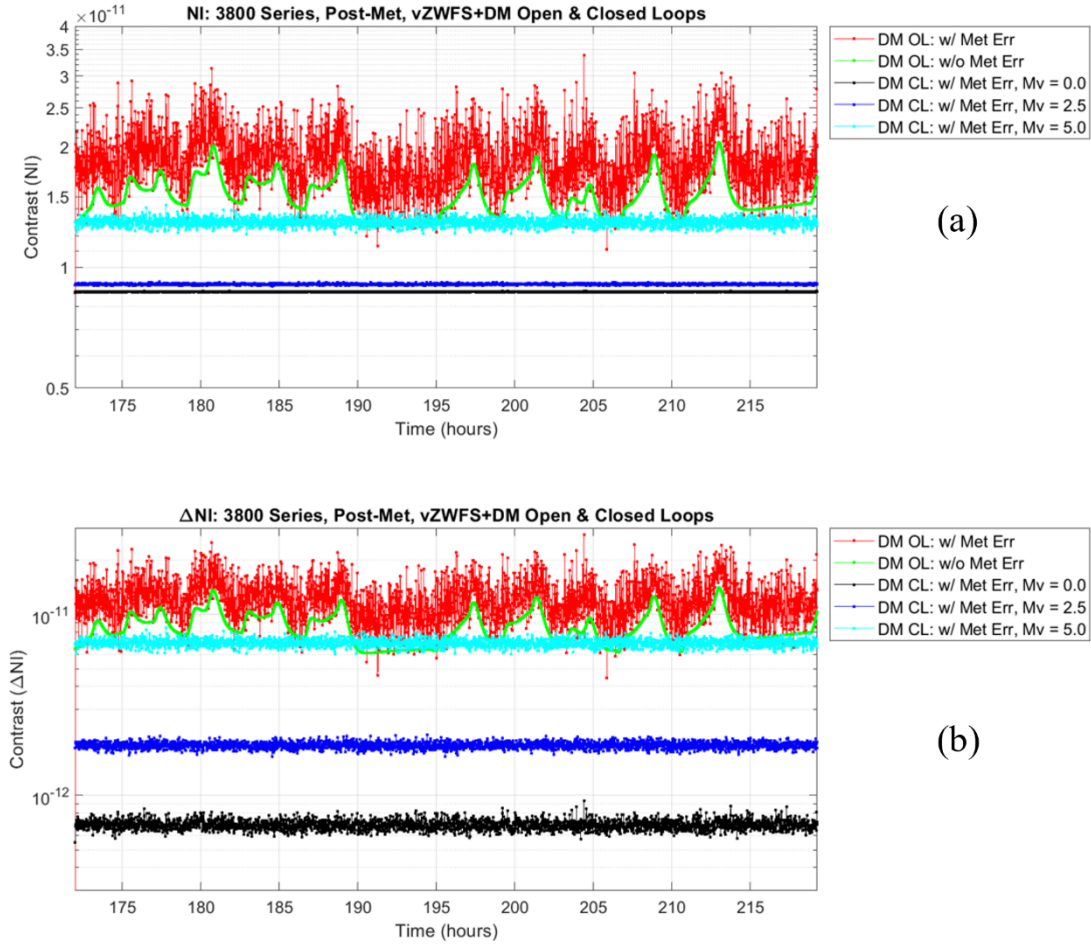 NI: 3800 Series, Post-Met, vZWFS+DM Open & Closed Loops
×10⁻¹¹
4
3.5
3
2.5
2
1.5
1
0.5
Contrast (NI)
175 180 185 190 195 200 205 210 215
Time (hours)
DM OL: w/ Met Err
DM OL: w/o Met Err
DM CL: w/ Met Err, Mv = 0.0
DM CL: w/ Met Err, Mv = 2.5
DM CL: w/ Met Err, Mv = 5.0
(a)
ΔNI: 3800 Series, Post-Met, vZWFS+DM Open & Closed Loops
10⁻¹¹
10⁻¹²
Contrast (ΔNI)
175 180 185 190 195 200 205 210 215
Time (hours)
DM OL: w/ Met Err
DM OL: w/o Met Err
DM CL: w/ Met Err, Mv = 0.0
DM CL: w/ Met Err, Mv = 2.5
DM CL: w/ Met Err, Mv = 5.0
(b)